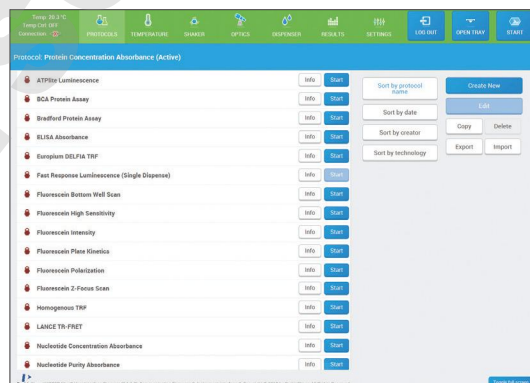 Temp: 28.3°C
Temp Ctrl: OFF
Connection:
PROTOCOLS
TEMPERATURE
SHAKER
OPTICS
DISPENSER
RESULTS
SETTINGS
LOG OUT
OPEN TRAY
START
Protocol: Protein Concentration Absorbance (Active)
ATPlite Luminescence Info Start
BCA Protein Assay Info Start
Bradford Protein Assay Info Start
ELISA Absorbance Info Start
Europium DELFIA TRF Info Start
Fast Response Luminescence (Single Dispense) Info Start
Fluorescein Bottom Well Scan Info Start
Fluorescein High Sensitivity Info Start
Fluorescein Intensity Info Start
Fluorescein Plate Kinetics Info Start
Fluorescein Polarization Info Start
Fluorescein Z-Focus Scan Info Start
Homogenous TRF Info Start
LANCE TR-FRET Info Start
Nucleotide Concentration Absorbance Info Start
Nucleotide Purity Absorbance Info Start
Sort by protocol
name
Sort by date
Sort by creator
Sort by technology
Create New
Edit
Copy Delete
Export Import